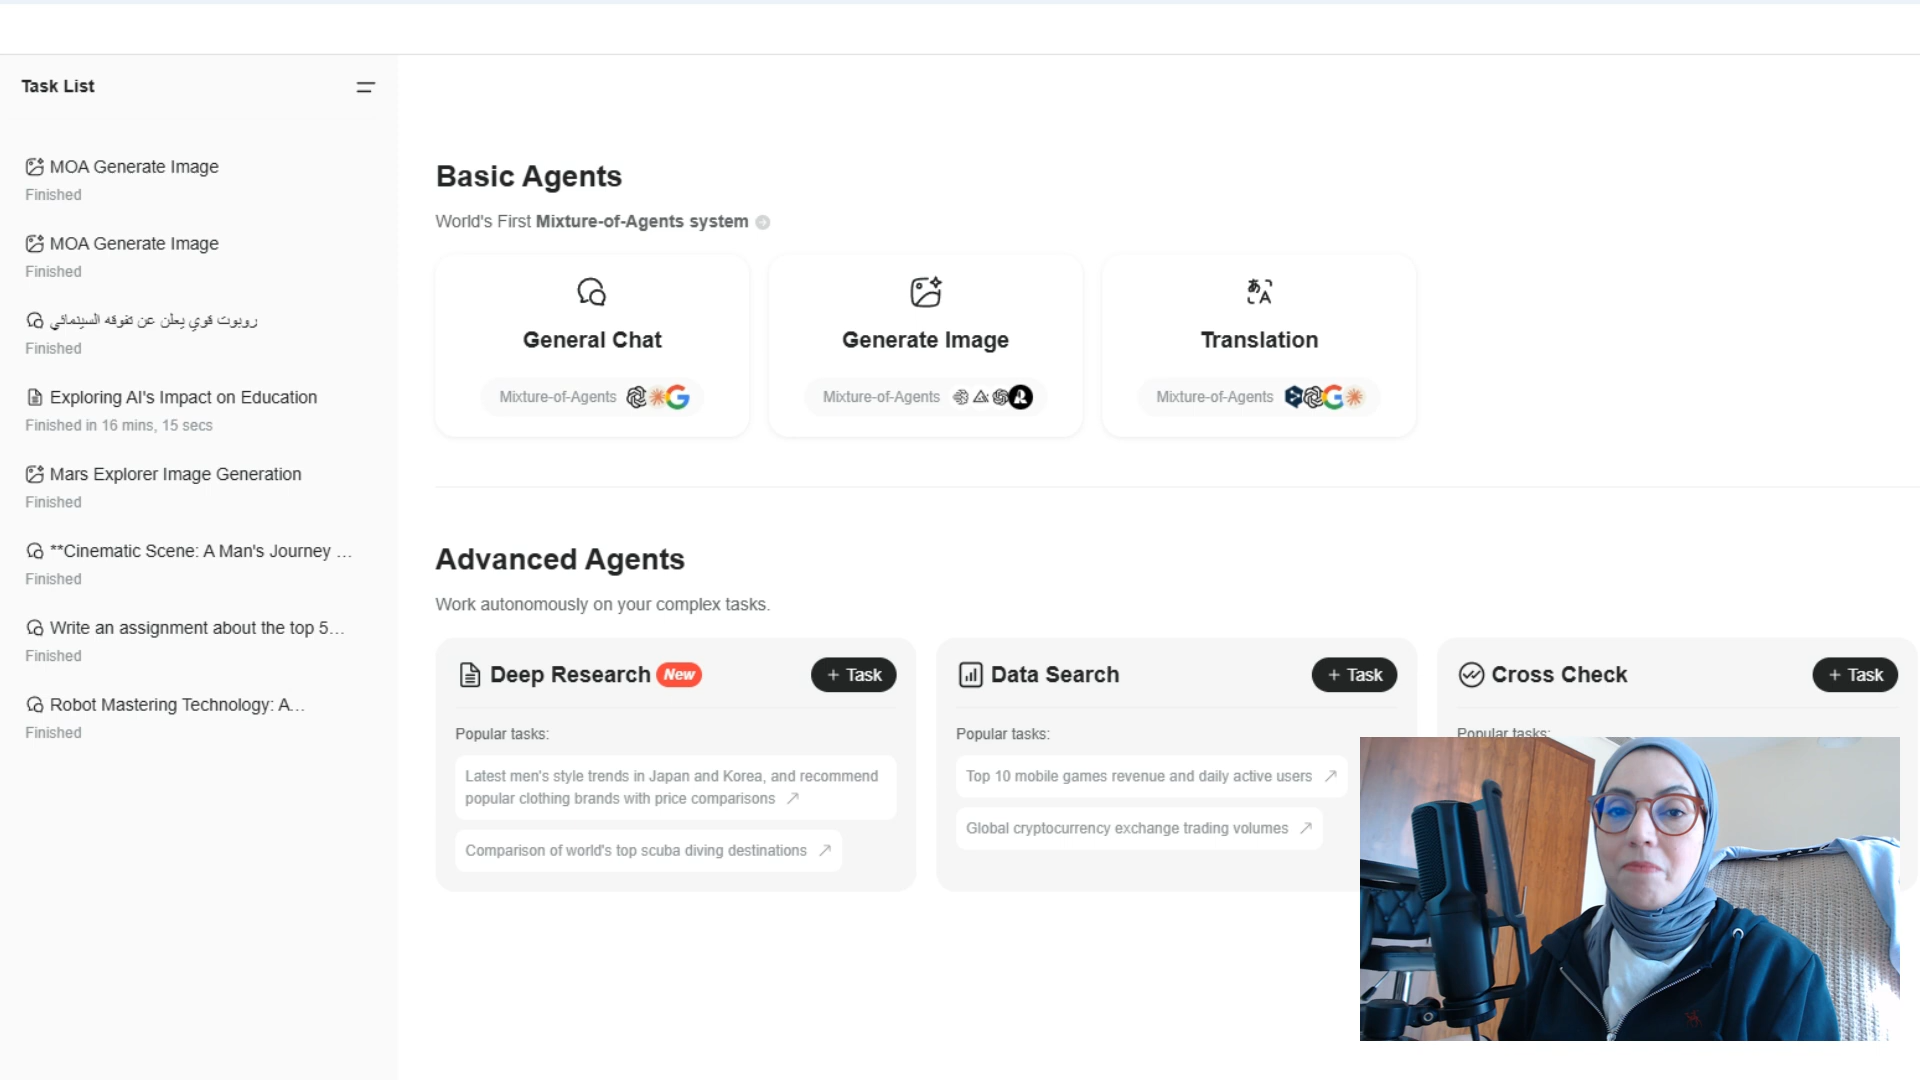 Task List
MOA Generate Image
Finished
MOA Generate Image
Finished
روبوت قوي يعلن عن تفوقه السينمائي
Finished
Exploring AI's Impact on Education
Finished in 16 mins, 15 secs
Mars Explorer Image Generation
Finished
**Cinematic Scene: A Man's Journey ...
Finished
Write an assignment about the top 5...
Finished
Robot Mastering Technology: A...
Finished
Basic Agents
World's First Mixture-of-Agents system
General Chat
Mixture-of-Agents
Generate Image
Mixture-of-Agents
Translation
Mixture-of-Agents
Advanced Agents
Work autonomously on your complex tasks.
Deep Research New
+ Task
Popular tasks:
Latest men's style trends in Japan and Korea, and recommend
popular clothing brands with price comparisons
Comparison of world's top scuba diving destinations
Data Search
+ Task
Popular tasks:
Top 10 mobile games revenue and daily active users
Global cryptocurrency exchange trading volumes
Cross Check
+ Task
Popular tasks: